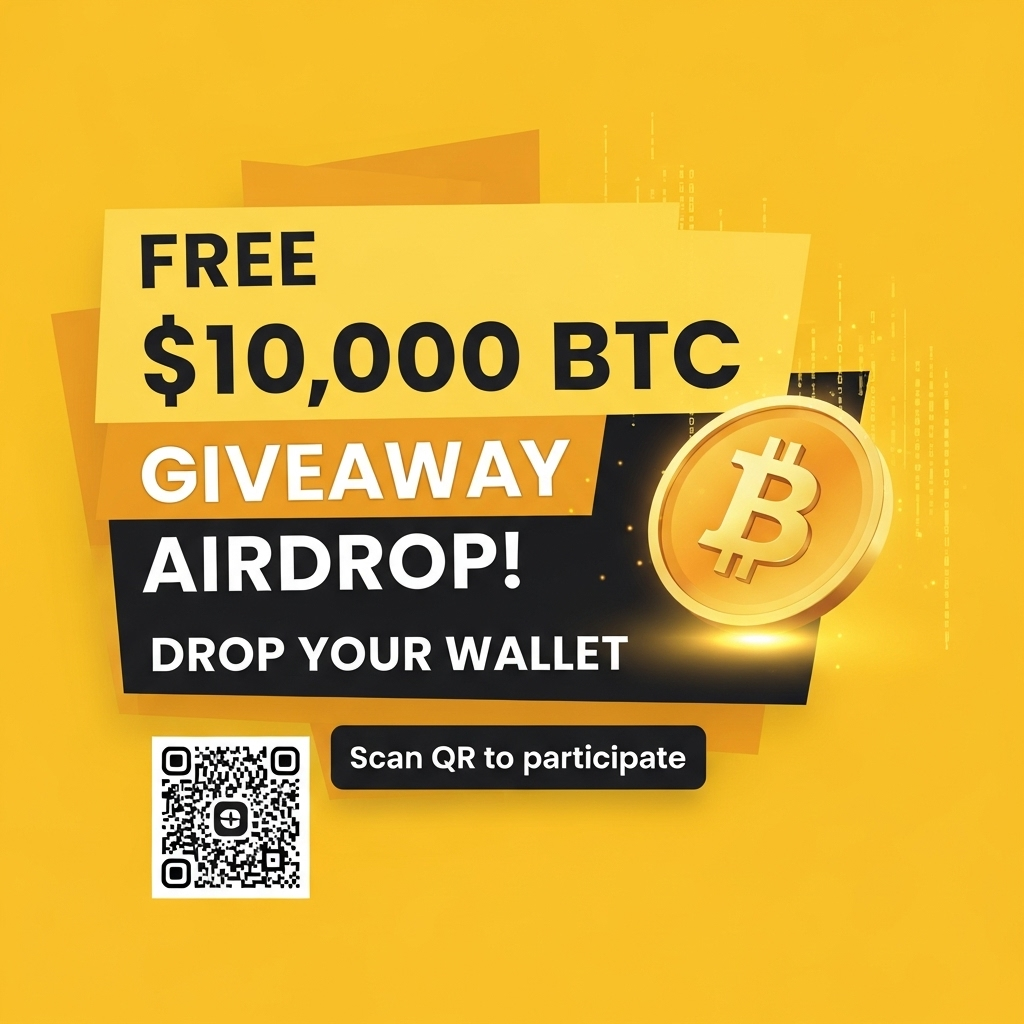 FREE
$10,000 BTC
GIVEAWAY
AIRDROP!
DROP YOUR WALLET
Scan QR to participate